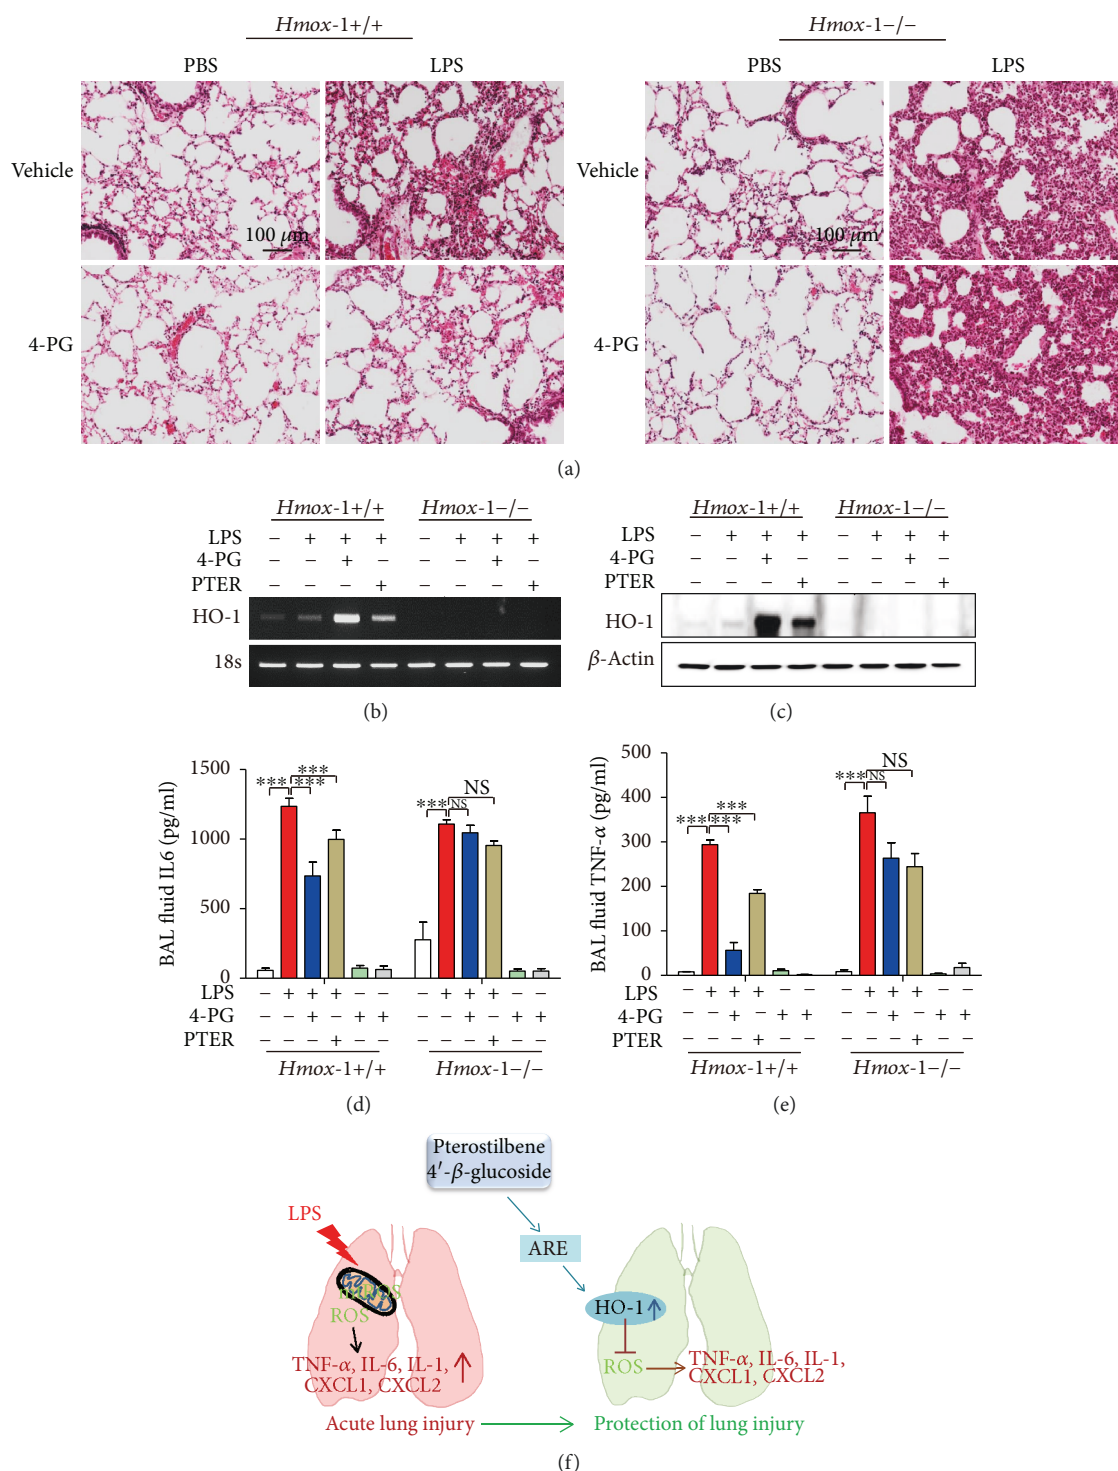 Hmox-1+/+
Hmox-1−/−
PBS LPS PBS LPS
Vehicle
Vehicle
100 μm
100 μm
4-PG
4-PG
(a)
Hmox-1+/+ Hmox-1−/−
LPS − + + + − + + +
4-PG − − + − − − + −
PTER − − − + − − − +
HO-1
18s
(b)
Hmox-1+/+ Hmox-1−/−
LPS − + + + − + + +
4-PG − − + − − − + −
PTER − − − + − − − +
HO-1
β-Actin
(c)
BAL fluid IL6 (pg/ml)
1500
1000
500
0
*** *** ***
*** NS NS
LPS − + + + − − − + + + − −
4-PG − − + − + + − − + − + +
PTER − − − + − − − − − + − −
Hmox-1+/+ Hmox-1−/−
(d)
BAL fluid TNF-α (pg/ml)
500
400
300
200
100
0
*** *** ***
*** NS NS
LPS − + + + − − − + + + − −
4-PG − − + − + + − − + − + +
PTER − − − + − − − − − + − −
Hmox-1+/+ Hmox-1−/−
(e)
Pterostilbene
4′-β-glucoside
LPS
ARE
ROS
HO-1
ROS
TNF-α, IL-6, IL-1,
CXCL1, CXCL2
TNF-α, IL-6, IL-1,
CXCL1, CXCL2
Acute lung injury
Protection of lung injury
(f)